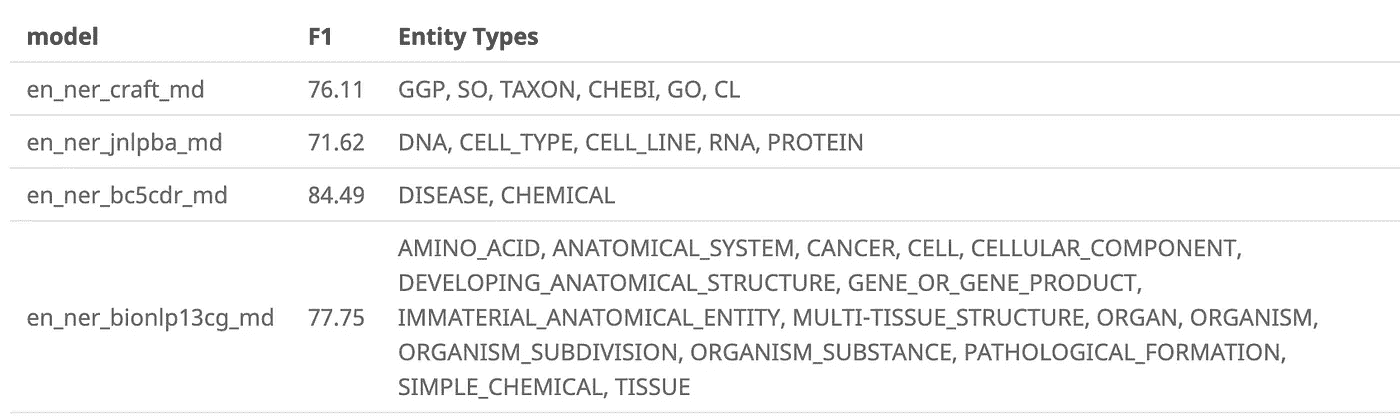 model F1 Entity Types
en_ner_craft_md 76.11 GGP, SO, TAXON, CHEBI, GO, CL
en_ner_jnlpba_md 71.62 DNA, CELL_TYPE, CELL_LINE, RNA, PROTEIN
en_ner_bc5cdr_md 84.49 DISEASE, CHEMICAL
AMINO_ACID, ANATOMICAL_SYSTEM, CANCER, CELL, CELLULAR_COMPONENT,
DEVELOPING_ANATOMICAL_STRUCTURE, GENE_OR_GENE_PRODUCT,
en_ner_bionlp13cg_md 77.75 IMMATERIAL_ANATOMICAL_ENTITY, MULTI-TISSUE_STRUCTURE, ORGAN, ORGANISM,
ORGANISM_SUBDIVISION, ORGANISM_SUBSTANCE, PATHOLOGICAL_FORMATION,
SIMPLE_CHEMICAL, TISSUE